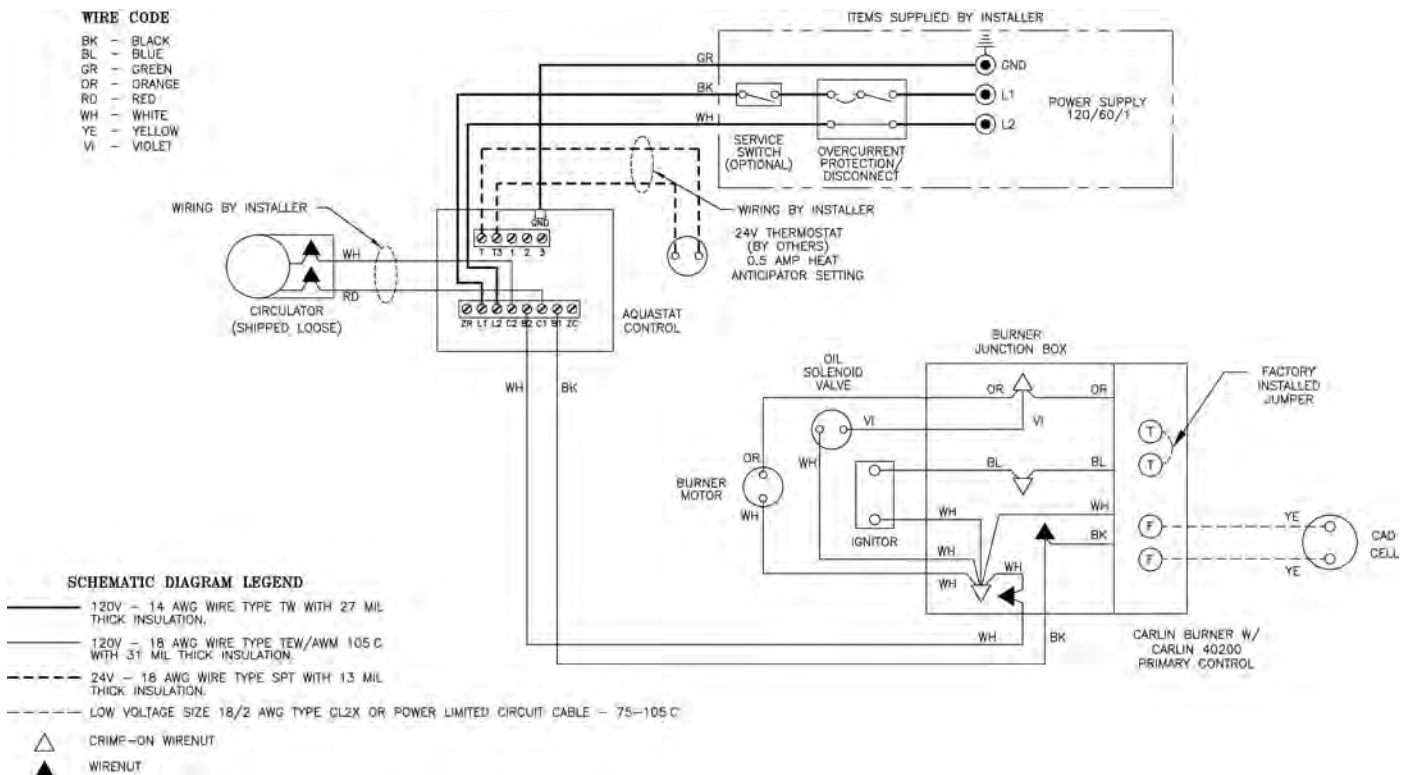 WIRE CODE
BK - BLACK
BL - BLUE
GR - GREEN
OR - ORANGE
RD - RED
WH - WHITE
YE - YELLOW
VI - VIOLET
ITEMS SUPPLIED BY INSTALLER
GR
GND
BK
L1
WH
L2
POWER SUPPLY
120/60/1
SERVICE
SWITCH
(OPTIONAL)
OVERCURRENT
PROTECTION/
DISCONNECT
WIRING BY INSTALLER
24V THERMOSTAT
(BY OTHERS)
0.5 AMP HEAT
ANTICIPATOR SETTING
WIRING BY INSTALLER
WH
RD
CIRCULATOR
(SHIPPED LOOSE)
GND
T T3 1 2 3
ZR L1 L2 C2 B2 C1 B1 ZC
AQUASTAT
CONTROL
WH
BK
BURNER
JUNCTION BOX
OIL
SOLENOID
VALVE
OR
OR
VI
VI
OR
WH
BL
BL
BURNER
MOTOR
WH
IGNITOR
WH
WH
WH
WH
WH
BK
WH
BK
T
T
F
F
FACTORY
INSTALLED
JUMPER
YE
YE
CAD
CELL
CARLIN BURNER W/
CARLIN 40200
PRIMARY CONTROL
SCHEMATIC DIAGRAM LEGEND
120V - 14 AWG WIRE TYPE TW WITH 27 MIL
THICK INSULATION.
120V - 18 AWG WIRE TYPE TEW/AWM 105 C
WITH 31 MIL THICK INSULATION.
24V - 18 AWG WIRE TYPE SPT WITH 13 MIL
THICK INSULATION.
LOW VOLTAGE SIZE 18/2 AWG TYPE CL2X OR POWER LIMITED CIRCUIT CABLE - 75-105 C
CRIMP-ON WIRENUT
WIRENUT